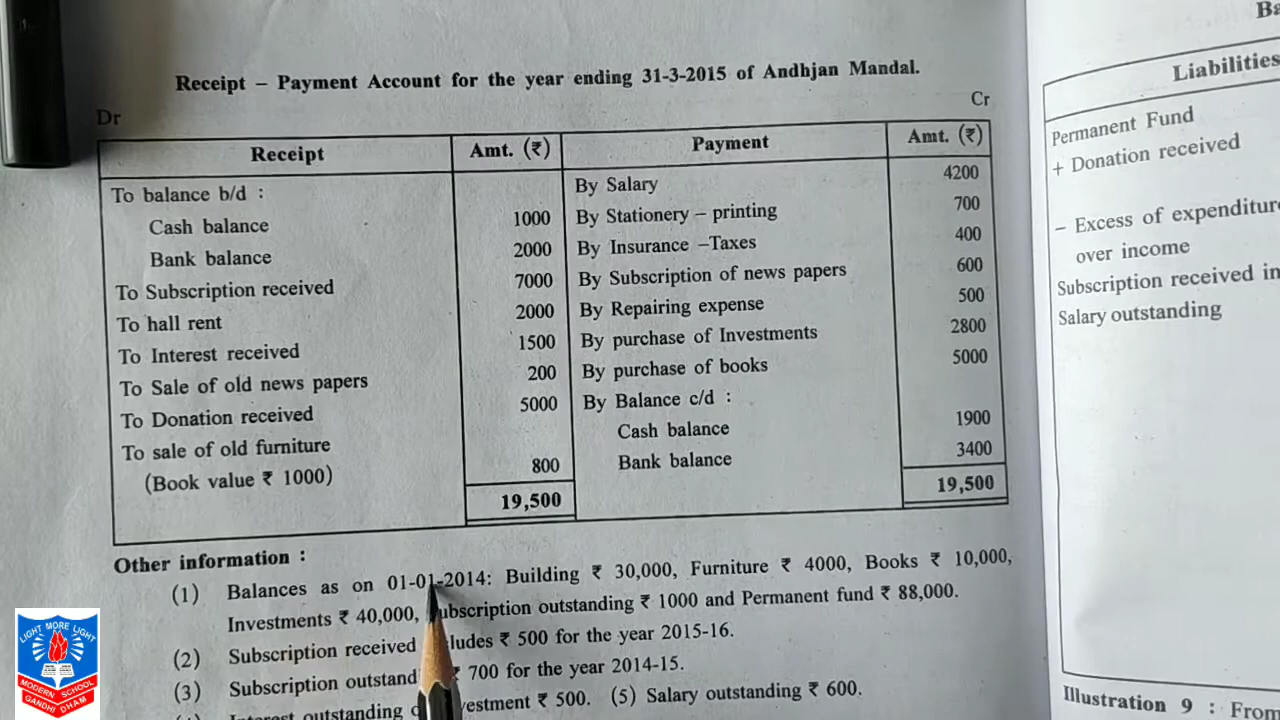 Ba
Receipt – Payment Account for the year ending 31-3-2015 of Andhjan Mandal.
Dr Cr
Receipt Amt. (₹) Payment Amt. (₹)
To balance b/d : By Salary 4200
Cash balance 1000 By Stationery – printing 700
Bank balance 2000 By Insurance –Taxes 400
To Subscription received 7000 By Subscription of news papers 600
To hall rent 2000 By Repairing expense 500
To Interest received 1500 By purchase of Investments 2800
To Sale of old news papers 200 By purchase of books 5000
To Donation received 5000 By Balance c/d :
To sale of old furniture Cash balance 1900
(Book value ₹ 1000) 800 Bank balance 3400
19,500 19,500
Other information :
(1) Balances as on 01-01-2014: Building ₹ 30,000, Furniture ₹ 4000, Books ₹ 10,000,
Investments ₹ 40,000, ubscription outstanding ₹ 1000 and Permanent fund ₹ 88,000.
(2) Subscription received ludes ₹ 500 for the year 2015-16.
(3) Subscription outstand ₹ 700 for the year 2014-15.
Interest outstanding estment ₹ 500. (5) Salary outstanding ₹ 600.
Liabilities
Permanent Fund
+ Donation received
– Excess of expenditure
over income
Subscription received in
Salary outstanding
Illustration 9 : From
LIGHT MORE LIGHT
MODERN SCHOOL
GANDHIDHAM